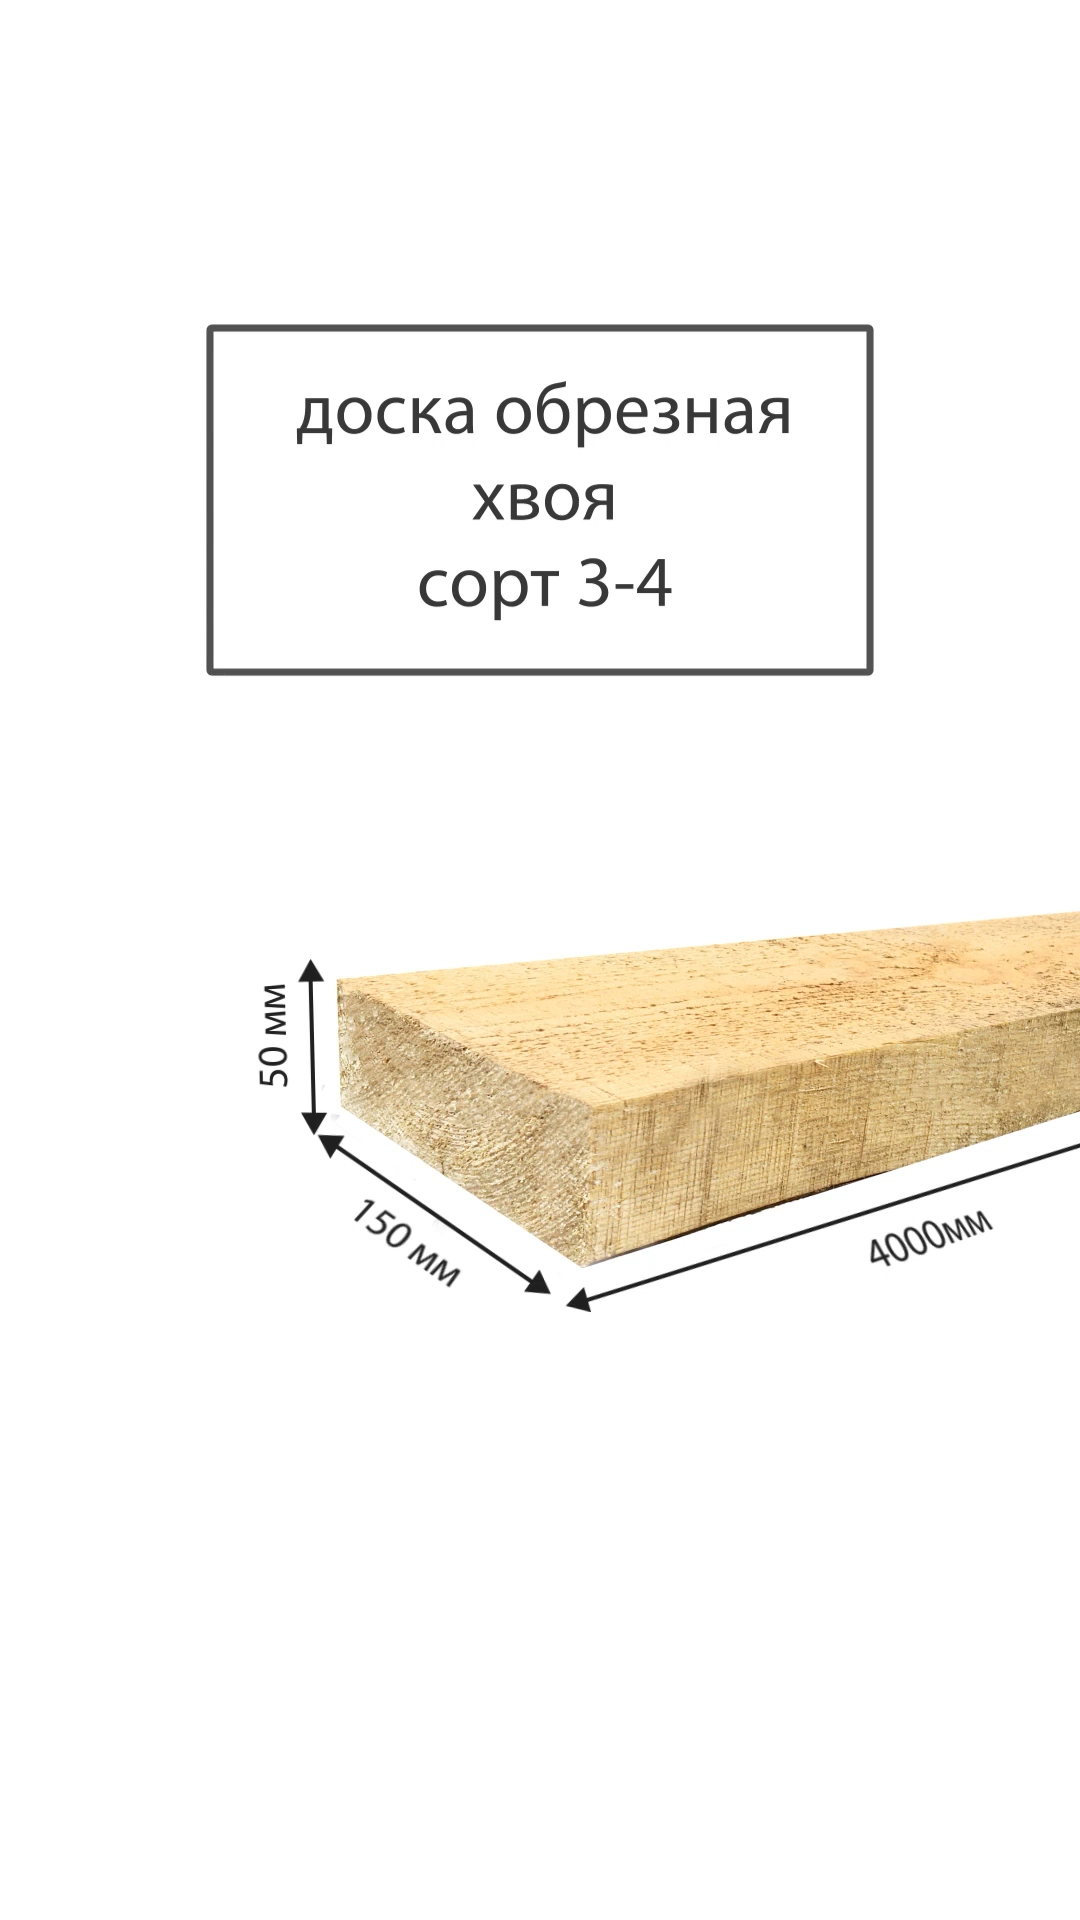 доска обрезная
хвоя
сорт 3-4
50 мм
150 мм
4000мм